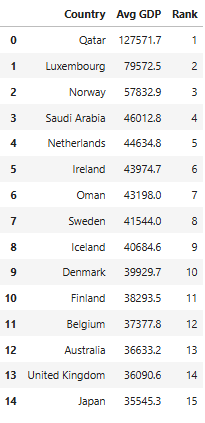 Country Avg GDP Rank
0 Qatar 127571.7 1
1 Luxembourg 79572.5 2
2 Norway 57832.9 3
3 Saudi Arabia 46012.8 4
4 Netherlands 44634.8 5
5 Ireland 43974.7 6
6 Oman 43198.0 7
7 Sweden 41544.0 8
8 Iceland 40684.6 9
9 Denmark 39929.7 10
10 Finland 38293.5 11
11 Belgium 37377.8 12
12 Australia 36633.2 13
13 United Kingdom 36090.6 14
14 Japan 35545.3 15